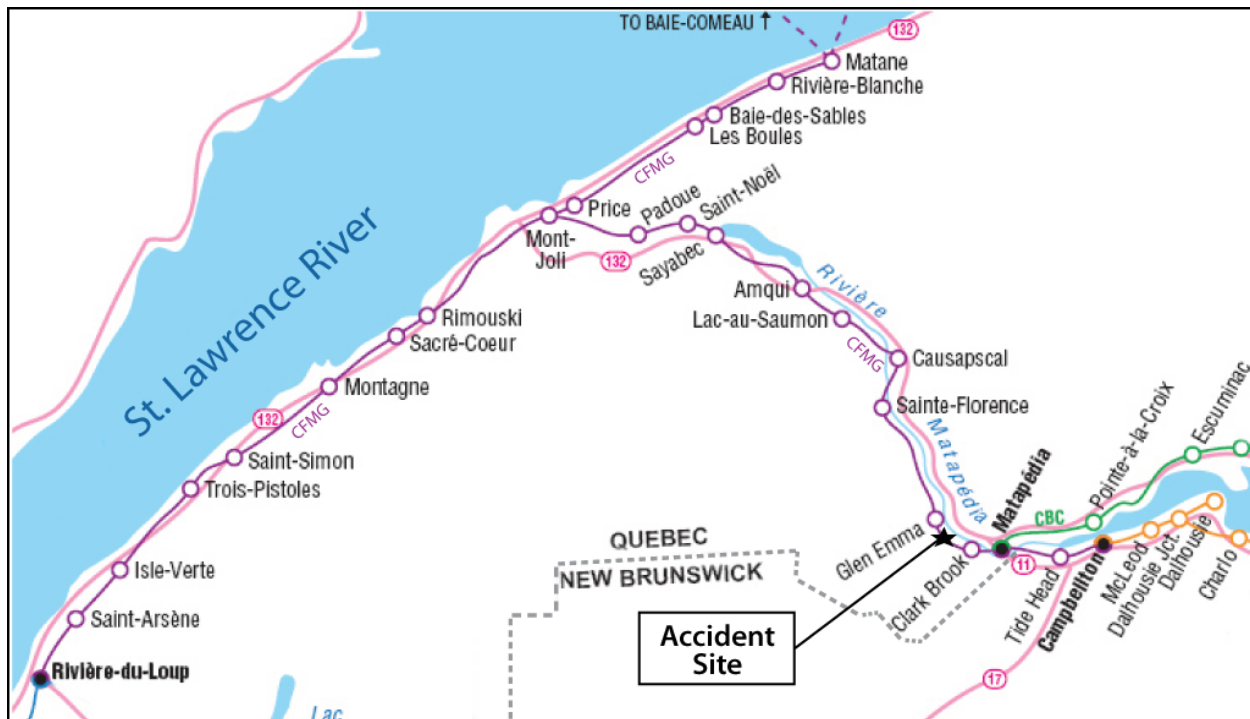 TO BAIE-COMEAU ↑
132
Matane
Rivière-Blanche
Baie-des-Sables
Les Boules
CFMG
Price
Padoue
Saint-Noël
Mont-
Joli
132
Sayabec
Rivière
Amqui
Lac-au-Saumon
CFMG
Causapscal
Sainte-Florence
Matapédia
St. Lawrence River
Rimouski
Sacré-Coeur
Montagne
132
CFMG
Saint-Simon
Trois-Pistoles
Isle-Verte
Saint-Arsène
Rivière-du-Loup
Lac
QUEBEC
NEW BRUNSWICK
Glen Emma
Clark Brook
Matapédia
CBC
Pointe-à-la-Croix
Escuminac
11
Tide Head
Campbellton
McLeod
Dalhousie Jct.
Dalhousie
Charlo
17
Accident
Site